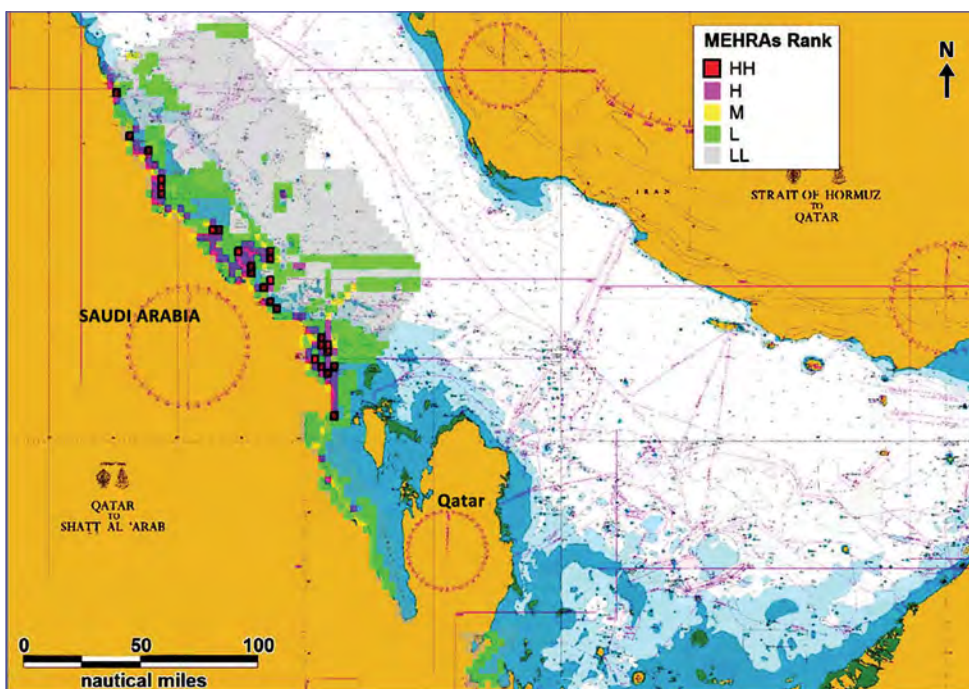 MEHRAs Rank
HH
H
M
L
LL
N
IRAN
STRAIT OF HORMUZ
TO
QATAR
SAUDI ARABIA
QATAR
TO
SHATT AL 'ARAB
Qatar
0 50 100
nautical miles